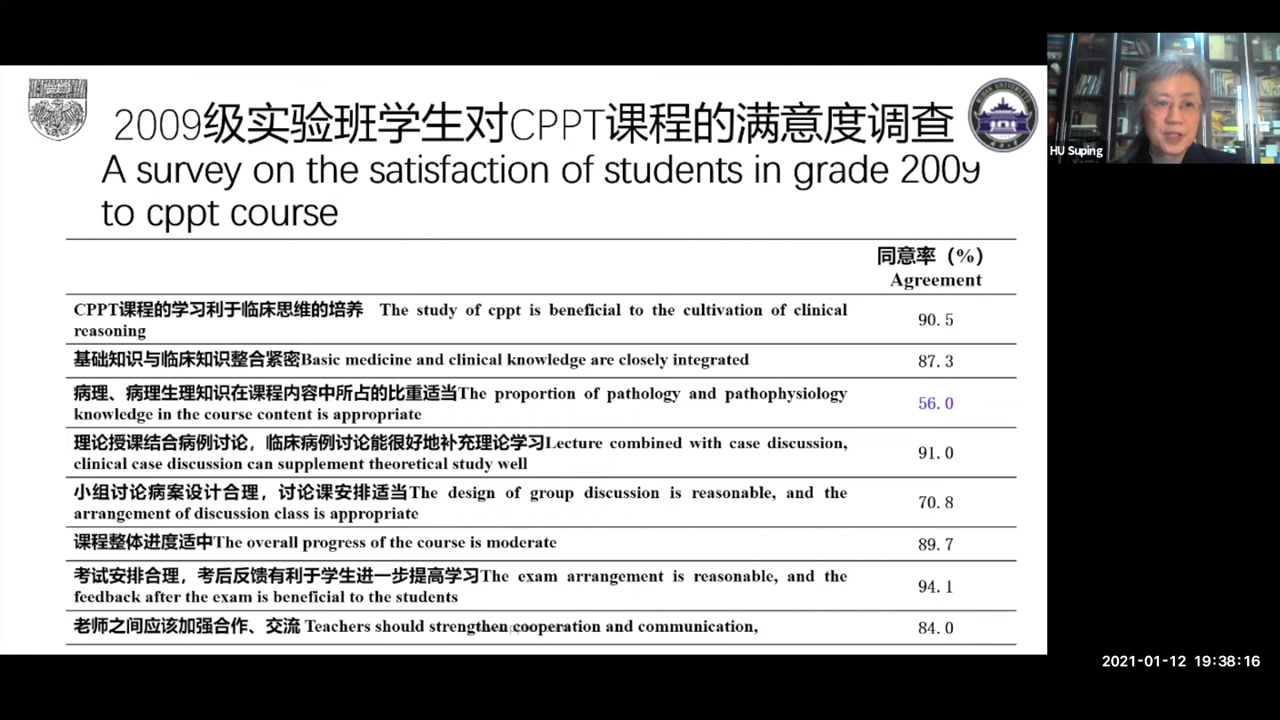 2009级实验班学生对CPPT课程的满意度调查
A survey on the satisfaction of students in grade 2009
to cppt course
HU Suping
同意率（%）
Agreement
CPPT课程的学习利于临床思维的培养 The study of cppt is beneficial to the cultivation of clinical
reasoning
90.5
基础知识与临床知识整合紧密Basic medicine and clinical knowledge are closely integrated
87.3
病理、病理生理知识在课程内容中所占的比重适当The proportion of pathology and pathophysiology
knowledge in the course content is appropriate
56.0
理论授课结合病例讨论，临床病例讨论能很好地补充理论学习Lecture combined with case discussion,
clinical case discussion can supplement theoretical study well
91.0
小组讨论病案设计合理，讨论课安排适当The design of group discussion is reasonable, and the
arrangement of discussion class is appropriate
70.8
课程整体进度适中The overall progress of the course is moderate
89.7
考试安排合理，考后反馈有利于学生进一步提高学习The exam arrangement is reasonable, and the
feedback after the exam is beneficial to the students
94.1
老师之间应该加强合作、交流 Teachers should strengthen cooperation and communication,
84.0
2021-01-12 19:38:16